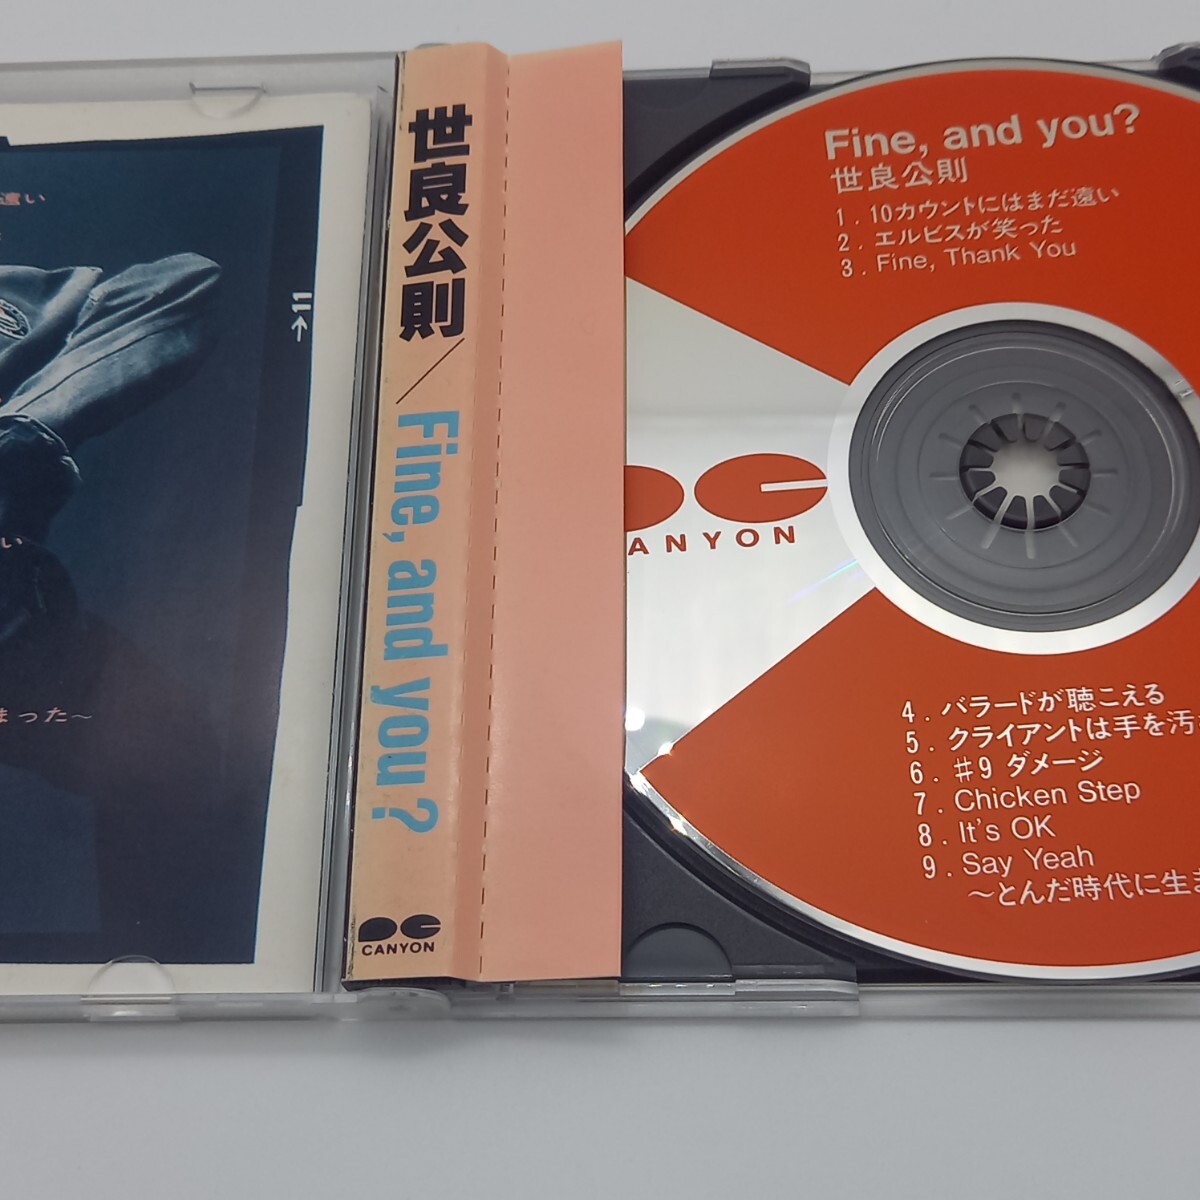 遠い
い
まった～
→11
世良公則／Fine, and you?
CANYON
Fine, and you?
世良公則
1. 10カウントにはまだ遠い
2. エルビスが笑った
3. Fine, Thank You
ANYON
4. バラードが聴こえる
5. クライアントは手を汚
6. #9 ダメージ
7. Chicken Step
8. It's OK
9. Say Yeah
～とんだ時代に生ま